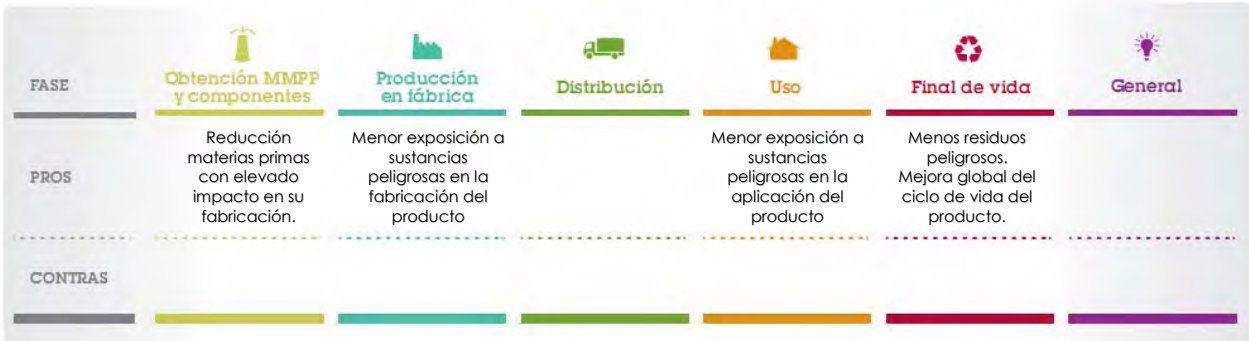 FASE
Obtención MMPP
y componentes
Producción
en fábrica
Distribución
Uso
Final de vida
General
PROS
Reducción
materias primas
con elevado
impacto en su
fabricación.
Menor exposición a
sustancias
peligrosas en la
fabricación del
producto
Menor exposición a
sustancias
peligrosas en la
aplicación del
producto
Menos residuos
peligrosos.
Mejora global del
ciclo de vida del
producto.
CONTRAS